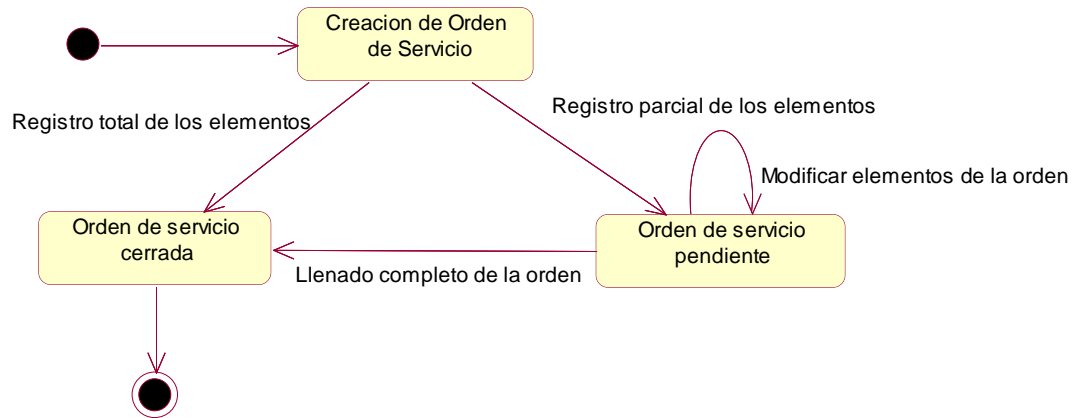 Creacion de Orden
de Servicio
Registro parcial de los elementos
Registro total de los elementos
Modificar elementos de la orden
Orden de servicio
cerrada
Orden de servicio
pendiente
Llenado completo de la orden